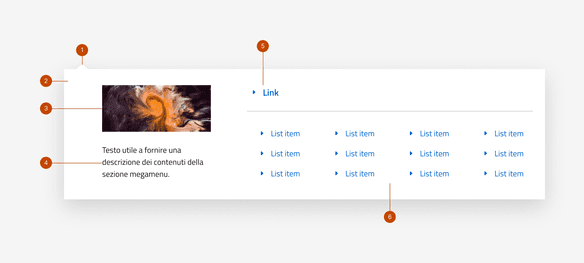 1
5
2
3
4
6
Link
Testo utile a fornire una
descrizione dei contenuti della
sezione megamenu.
List item List item List item List item
List item List item List item List item
List item List item List item List item